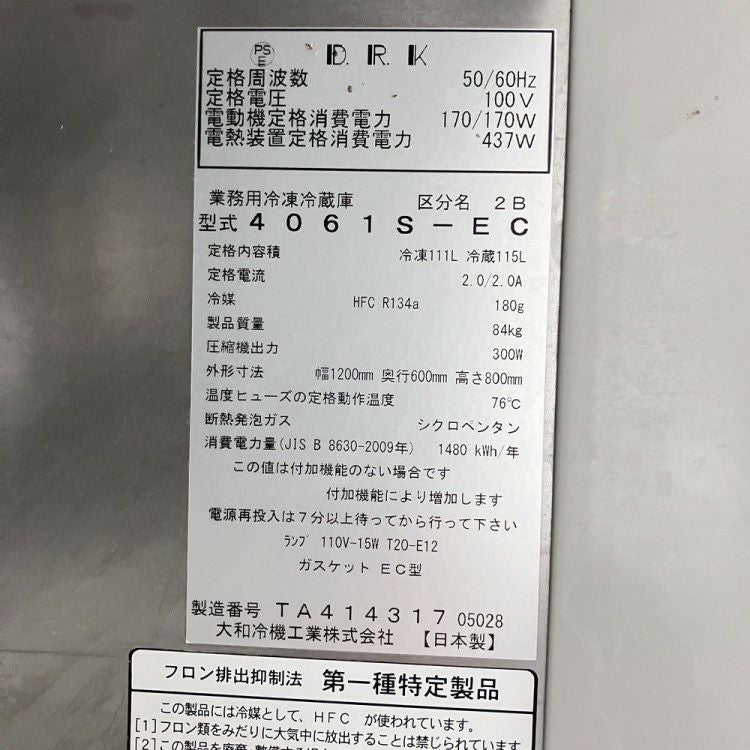 PS
E
D.R.K
定格周波数 50/60Hz
定格電圧 100V
電動機定格消費電力 170/170W
電熱装置定格消費電力 437W
業務用冷凍冷蔵庫 区分名 2B
型式 4061S-EC
定格内容積 冷凍111L 冷蔵115L
定格電流 2.0/2.0A
冷媒 HFC R134a 180g
製品質量 84kg
圧縮機出力 300W
外形寸法 幅1200mm 奥行600mm 高さ800mm
温度ヒューズの定格動作温度 76℃
断熱発泡ガス シクロペンタン
消費電力量(JIS B 8630-2009年) 1480 kWh/年
この値は付加機能のない場合です
付加機能により増加します
電源再投入は7分以上待ってから行って下さい
ランプ 110V-15W T20-E12
ガスケット EC型
製造番号 TA414317 05028
大和冷機工業株式会社 【日本製】
フロン排出抑制法 第一種特定製品
この製品には冷媒として、HFC が使われています。
[1]フロン類をみだりに大気中に放出することは禁じられています
[2]この製品を廃棄・整備する